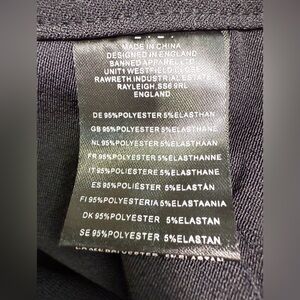 MADE IN CHINA
DESIGNED IN ENGLAND
BANNED APPAREL LTD
UNIT1 WESTFIELD CLOSE
RAWRETH INDUSTRIAL ESTATE
RAYLEIGH, SS6 9RL
ENGLAND
DE 95%POLYESTER 5%ELASTHAN
GB 95%POLYESTER 5%ELASTHANE
NL 95%POLYESTER 5%ELASTHAAN
FR 95%POLYESTER 5%ELASTHANNE
IT 95%POLIESTERE 5%ELASTHANE
ES 95%POLIÉSTER 5%ELASTÁN
FI 95%POLYESTERIA 5%ELASTAANIA
DK 95%POLYESTER 5%ELASTAN
SE 95%POLYESTER 5%ELASTAN